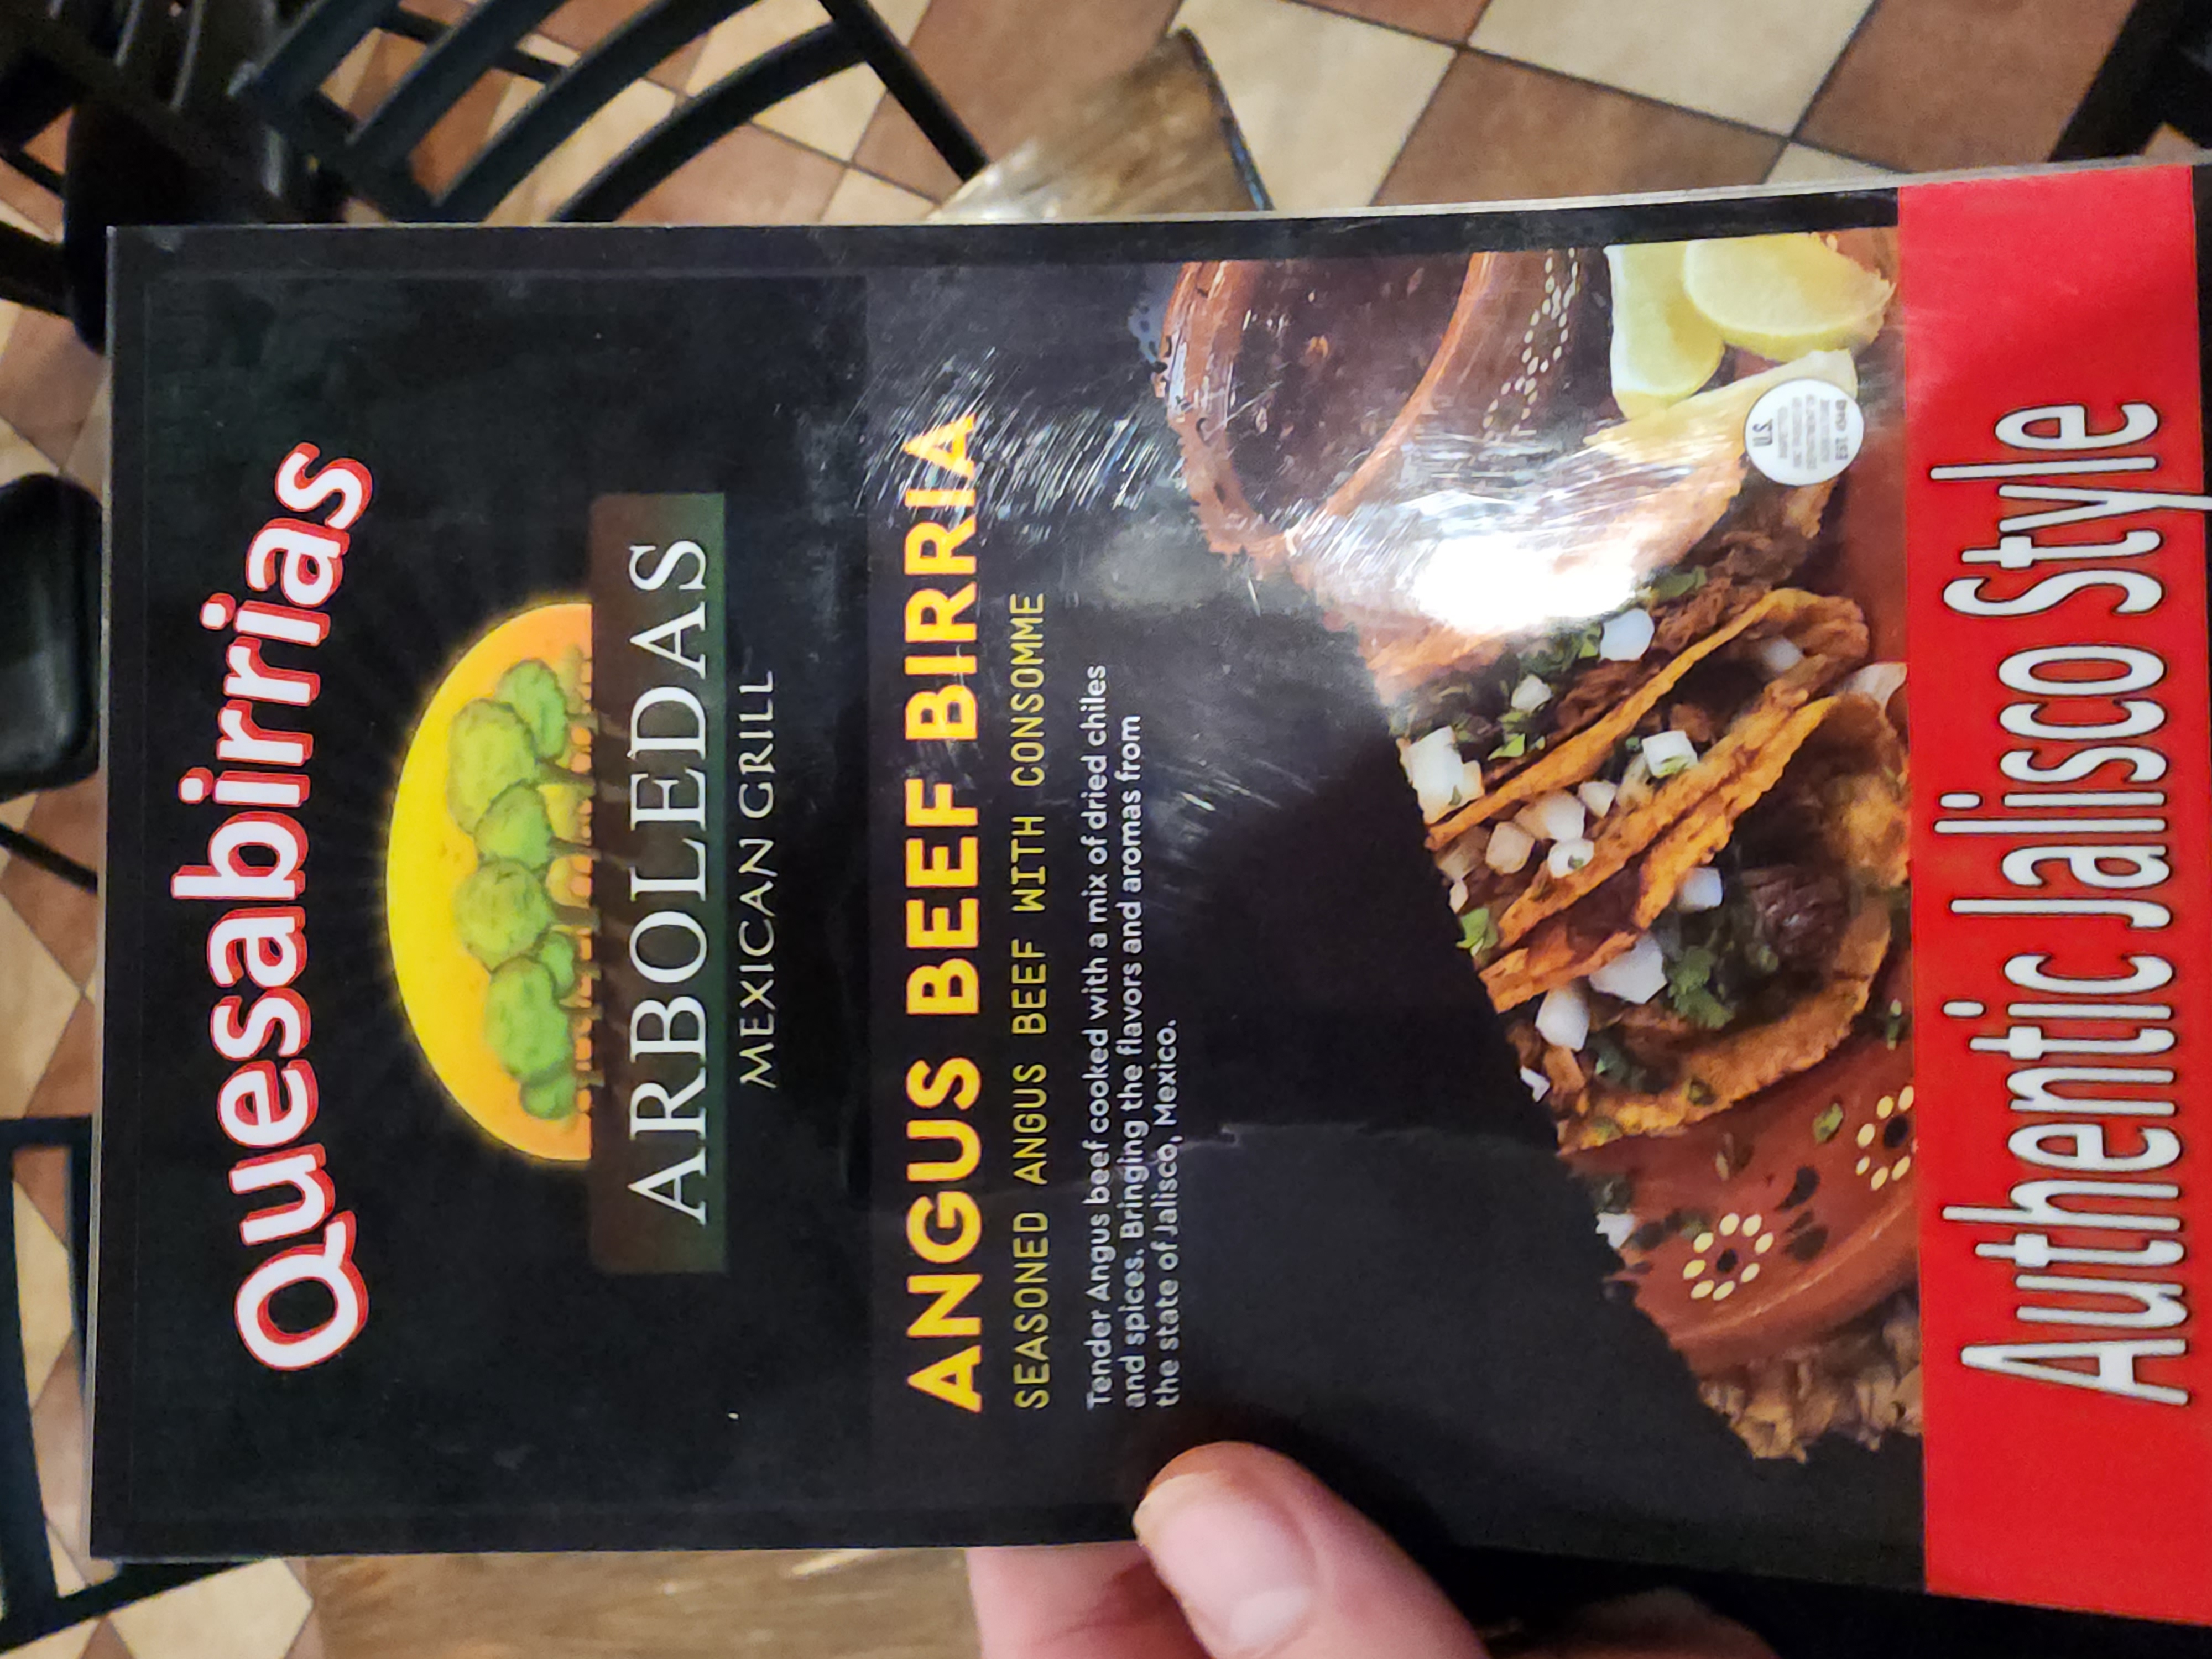 Quesabirrias
ARBOLEDAS
MEXICAN GRILL
ANGUS BEEF BIRRIA
SEASONED ANGUS BEEF WITH CONSOMME
Tender Angus beef cooked with a mix of dried chiles
and spices. Bringing the flavors and aromas from
the state of Jalisco, Mexico.
U.S.
Authentic Jalisco Style